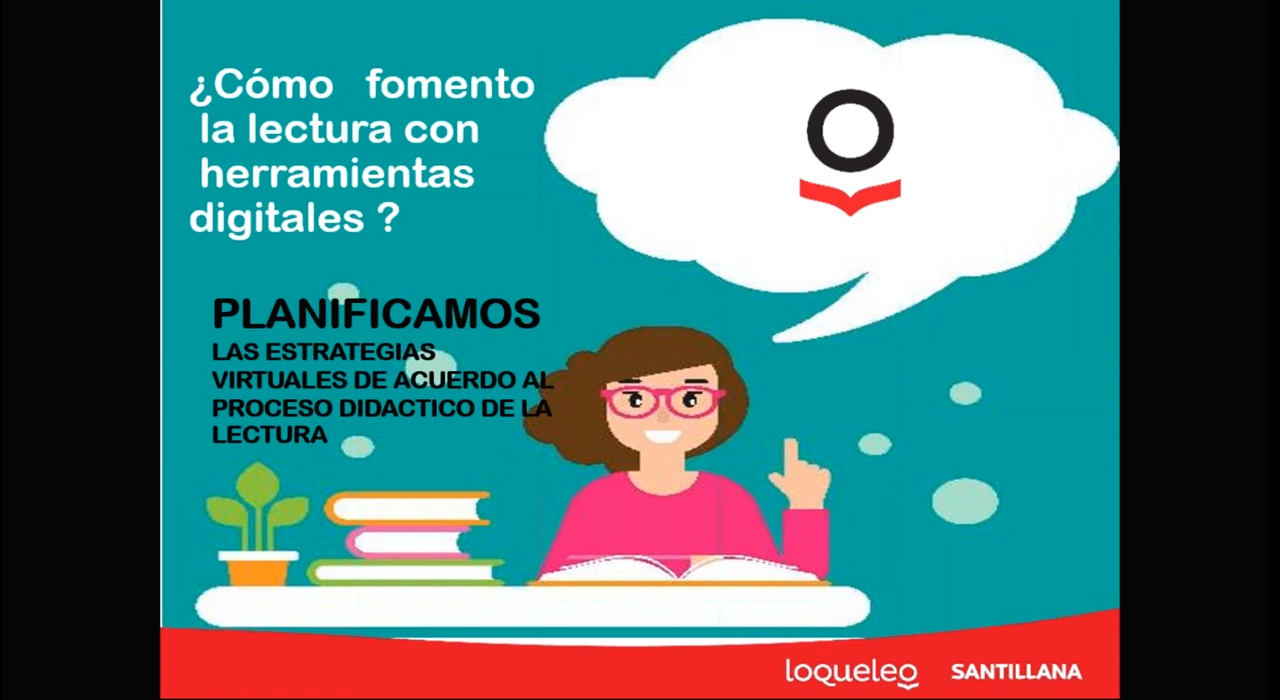 ¿Cómo fomento
la lectura con
herramientas
digitales ?
PLANIFICAMOS
LAS ESTRATEGIAS
VIRTUALES DE ACUERDO AL
PROCESO DIDACTICO DE LA
LECTURA
loqueleo SANTILLANA